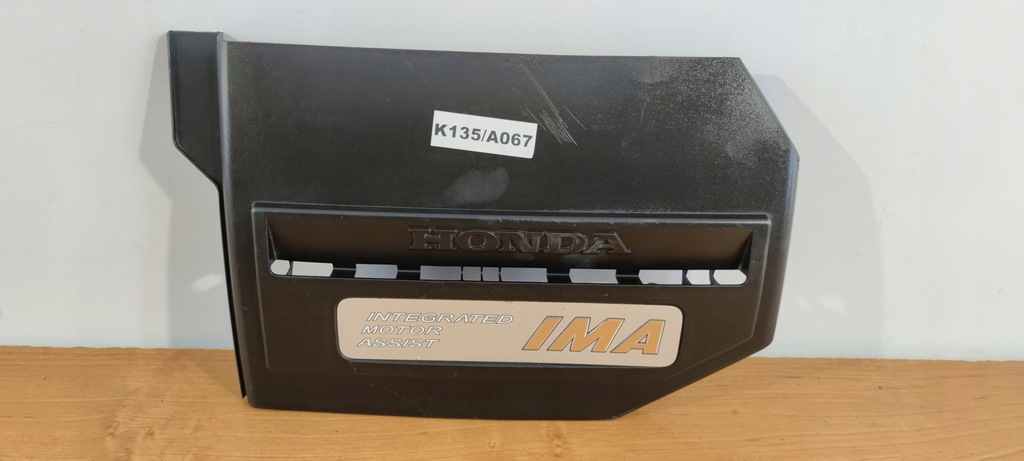 K135/A067
HONDA
INTEGRATED
MOTOR
ASSIST
IMA